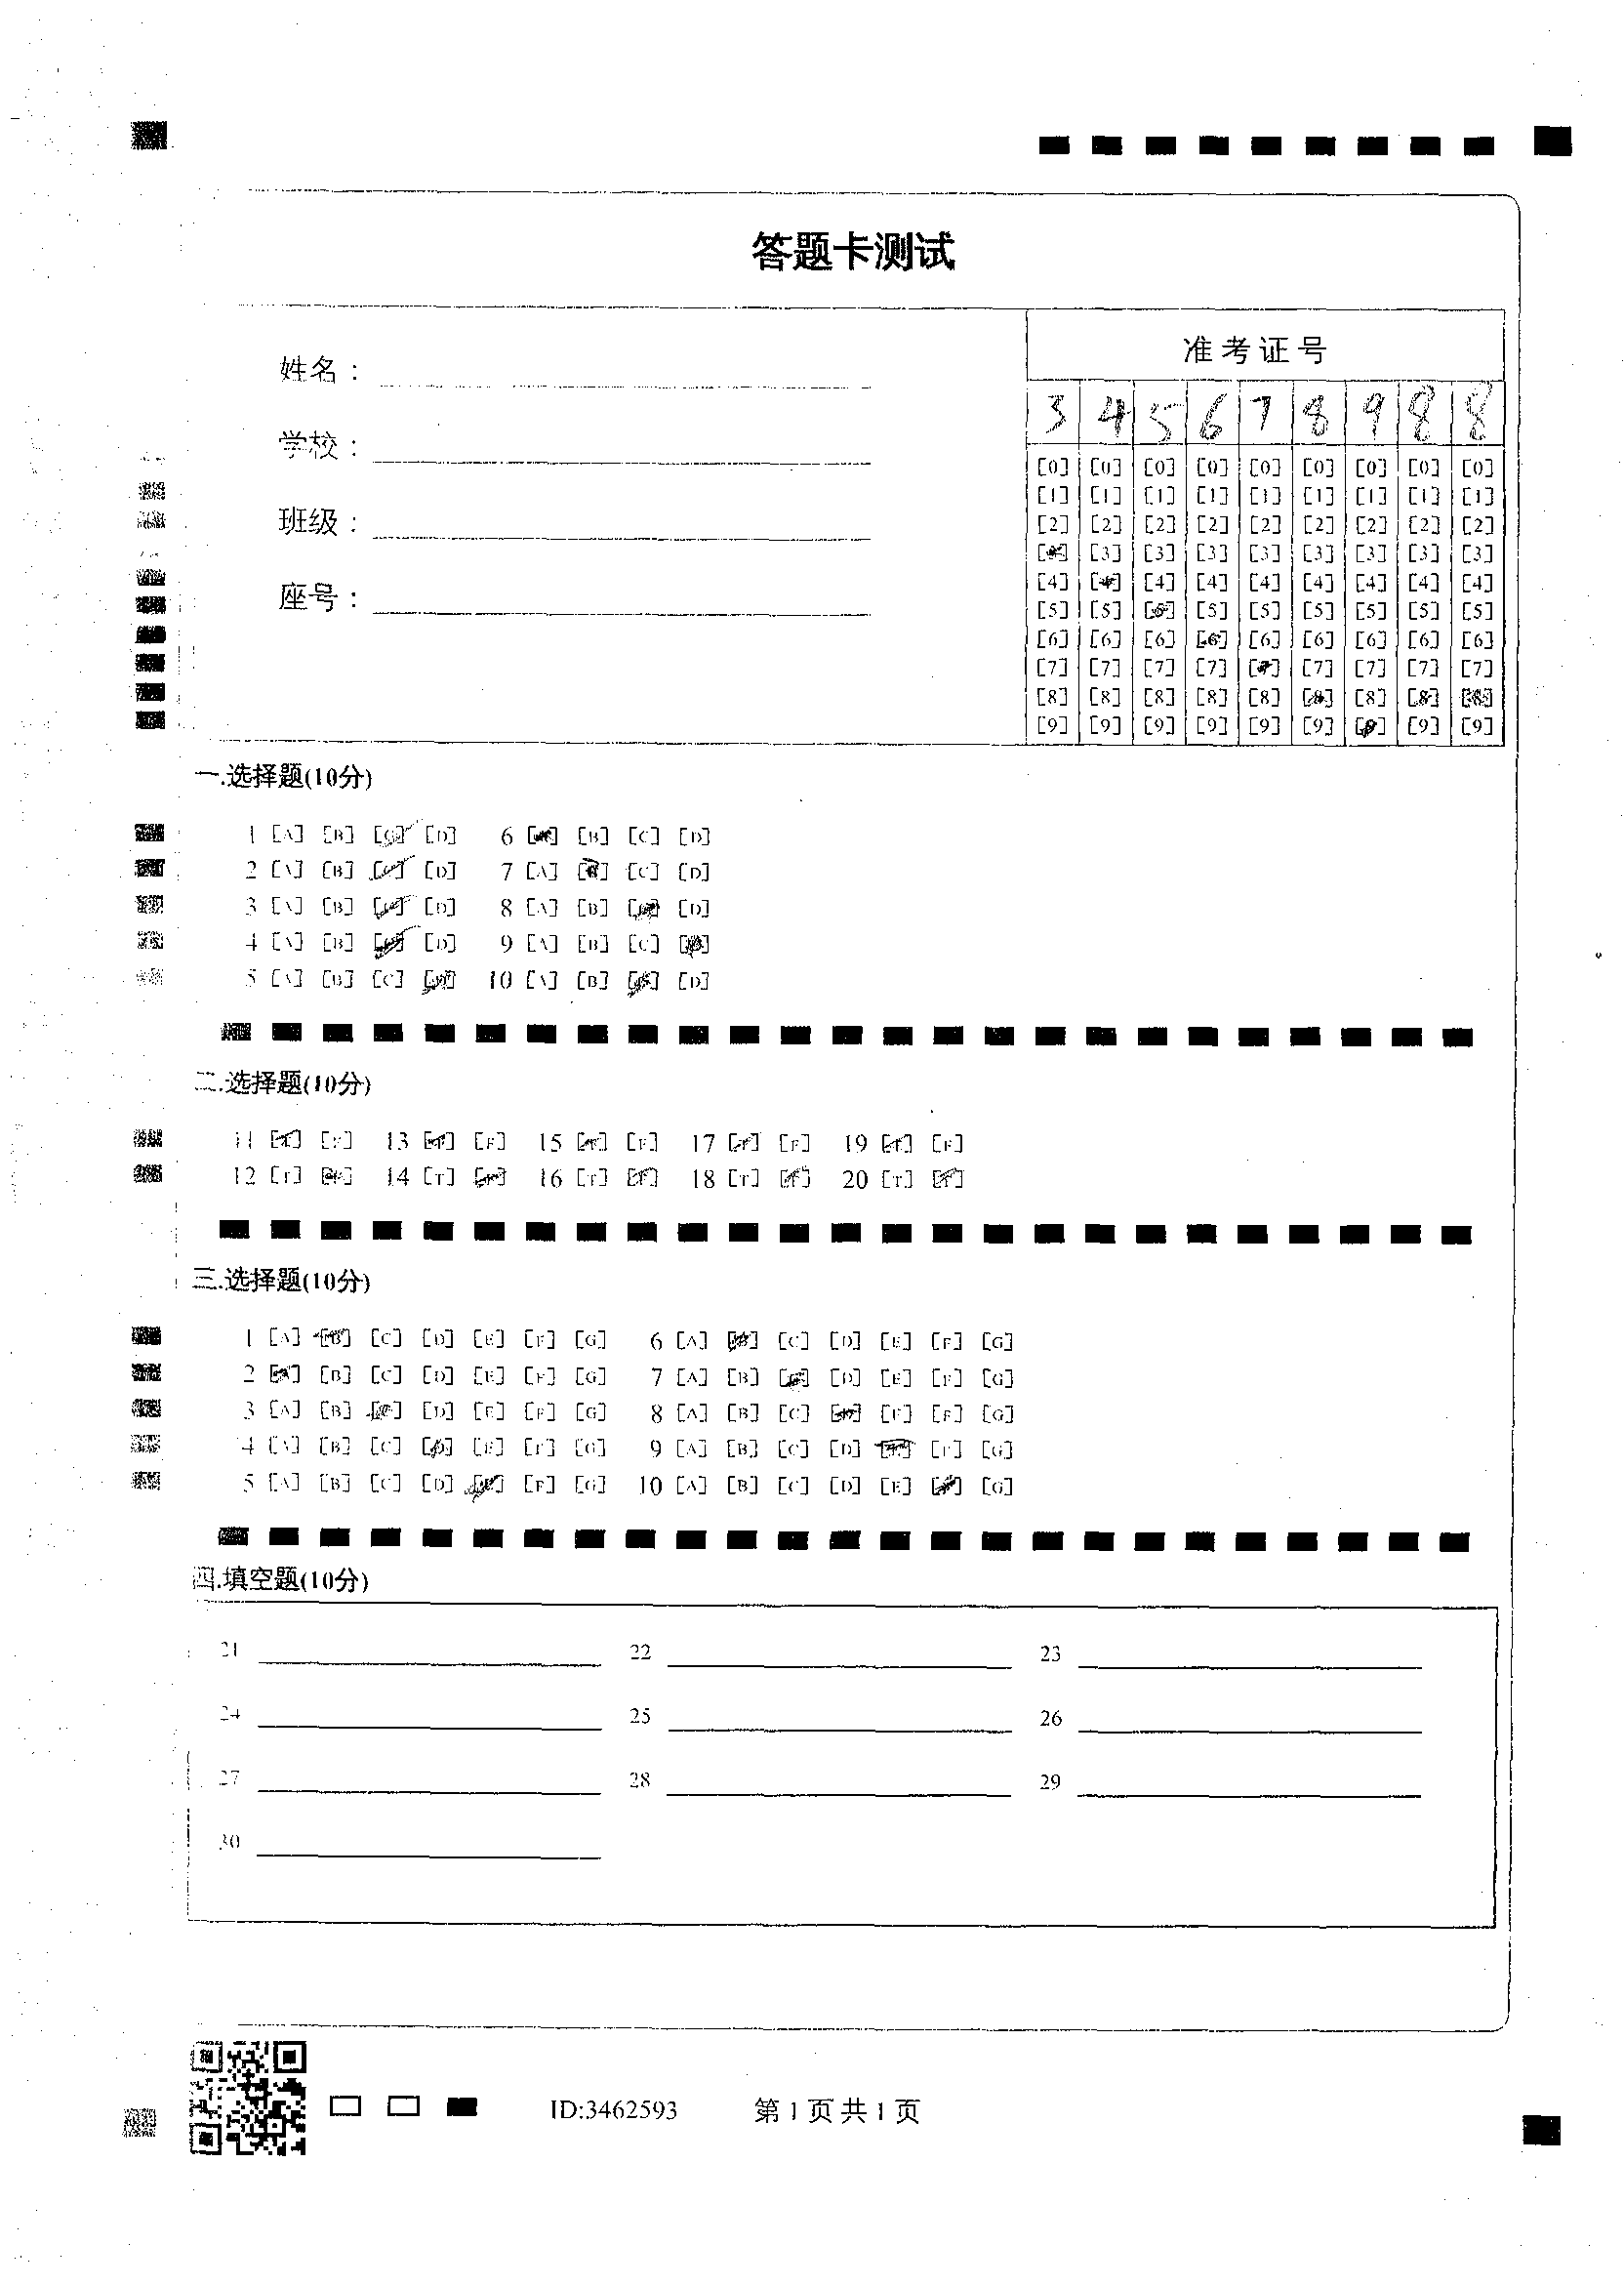 答题卡测试
姓名：
学校：
班级：
座号：
准考证号
3 4 5 6 7 8 9 8 8
[0] [0] [0] [0] [0] [0] [0] [0] [0]
[1] [1] [1] [1] [1] [1] [1] [1] [1]
[2] [2] [2] [2] [2] [2] [2] [2] [2]
[3] [3] [3] [3] [3] [3] [3] [3]
[4] [4] [4] [4] [4] [4] [4] [4]
[5] [5] [5] [5] [5] [5] [5] [5] [5]
[6] [6] [6] [6] [6] [6] [6] [6] [6]
[7] [7] [7] [7] [7] [7] [7] [7]
[8] [8] [8] [8] [8] [8] [8] [8] [8]
[9] [9] [9] [9] [9] [9] [9] [9] [9]
一.选择题(10分)
1 [A] [B] [C] [D] 6 [B] [C] [D]
2 [A] [B] [D] 7 [A] [B] [C] [D]
3 [A] [B] [D] 8 [A] [B] [D]
4 [A] [B] [D] 9 [A] [B] [C]
5 [A] [B] [C] 10 [A] [B] [D]
二.选择题(10分)
11 [F] 13 [F] 15 [F] 17 [F] 19 [F]
12 [T] 14 [T] 16 [T] 18 [T] 20 [T]
三.选择题(10分)
1 [A] [B] [C] [D] [E] [F] [G] 6 [A] [C] [D] [E] [F] [G]
2 [B] [C] [D] [E] [F] [G] 7 [A] [B] [D] [E] [F] [G]
3 [A] [B] [D] [E] [F] [G] 8 [A] [B] [C] [E] [F] [G]
4 [A] [B] [C] [E] [F] [G] 9 [A] [B] [C] [D] [F] [G]
5 [A] [B] [C] [D] [F] [G] 10 [A] [B] [C] [D] [E] [G]
四.填空题(10分)
21 22 23
24 25 26
27 28 29
30
ID:3462593 第1页共1页